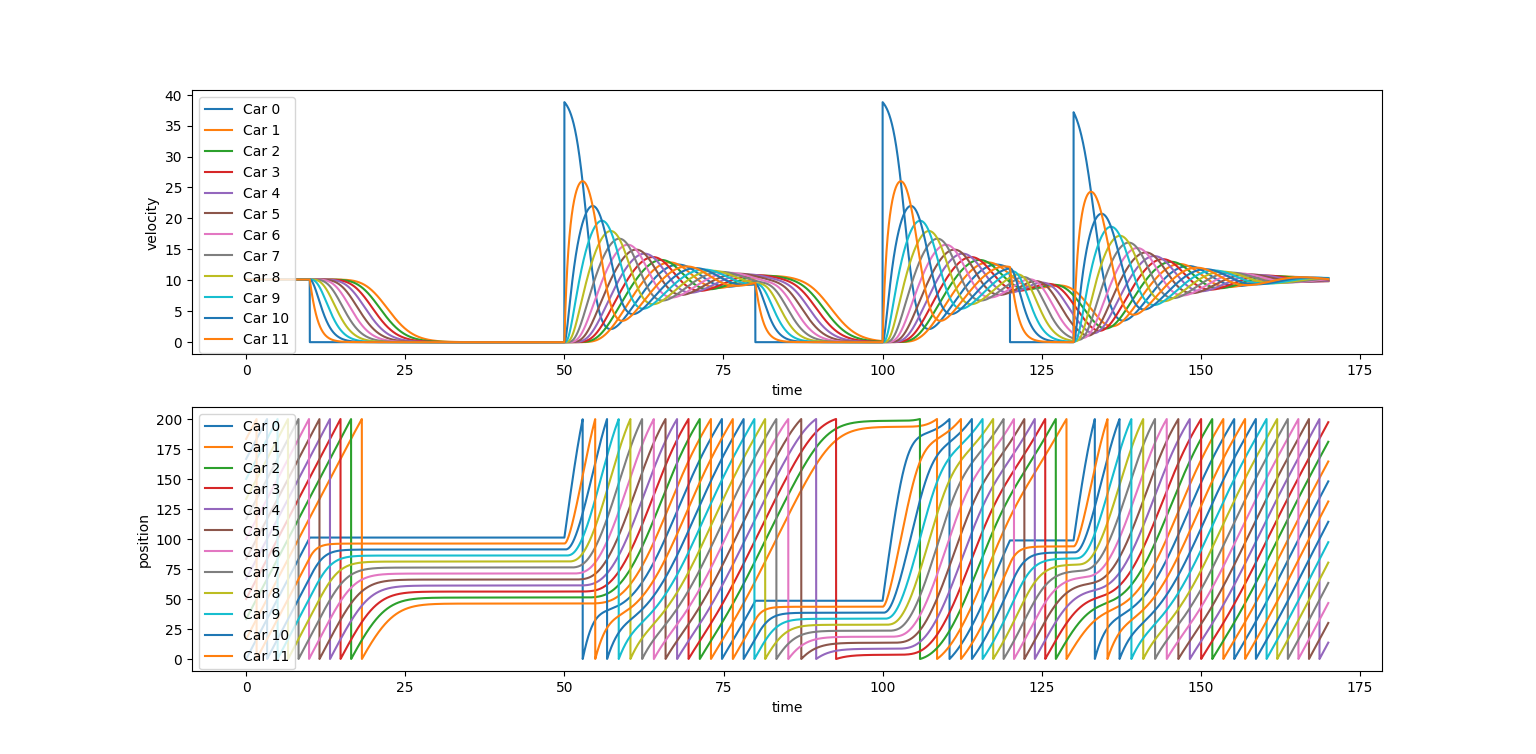 40
35
30
25
20
15
10
5
0
velocity
Car 0
Car 1
Car 2
Car 3
Car 4
Car 5
Car 6
Car 7
Car 8
Car 9
Car 10
Car 11
0 25 50 75 100 125 150 175
time
200
175
150
125
100
75
50
25
0
position
Car 0
Car 1
Car 2
Car 3
Car 4
Car 5
Car 6
Car 7
Car 8
Car 9
Car 10
Car 11
0 25 50 75 100 125 150 175
time